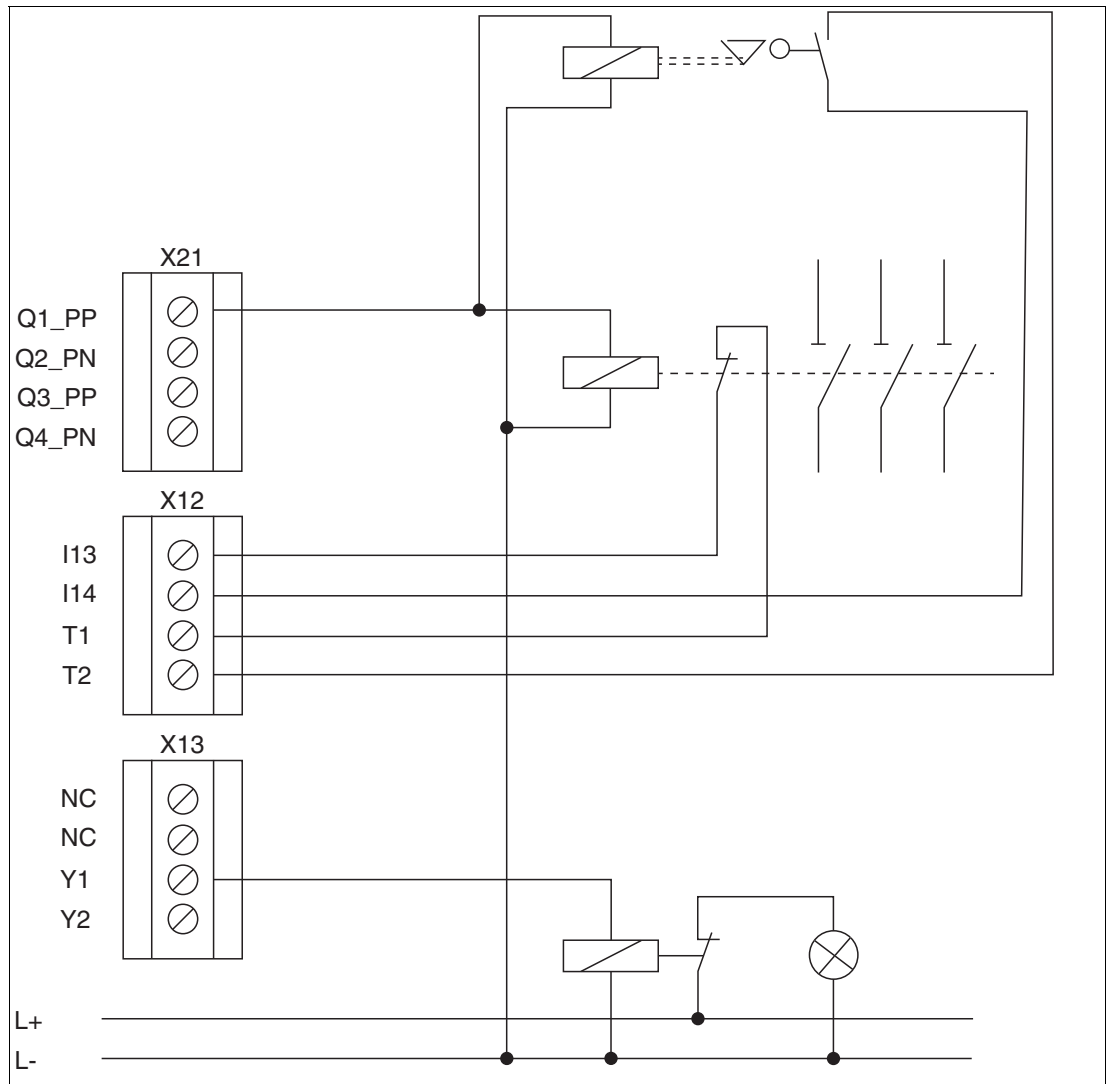 X21
Q1_PP
Q2_PN
Q3_PP
Q4_PN
X12
I13
I14
T1
T2
X13
NC
NC
Y1
Y2
L+
L-